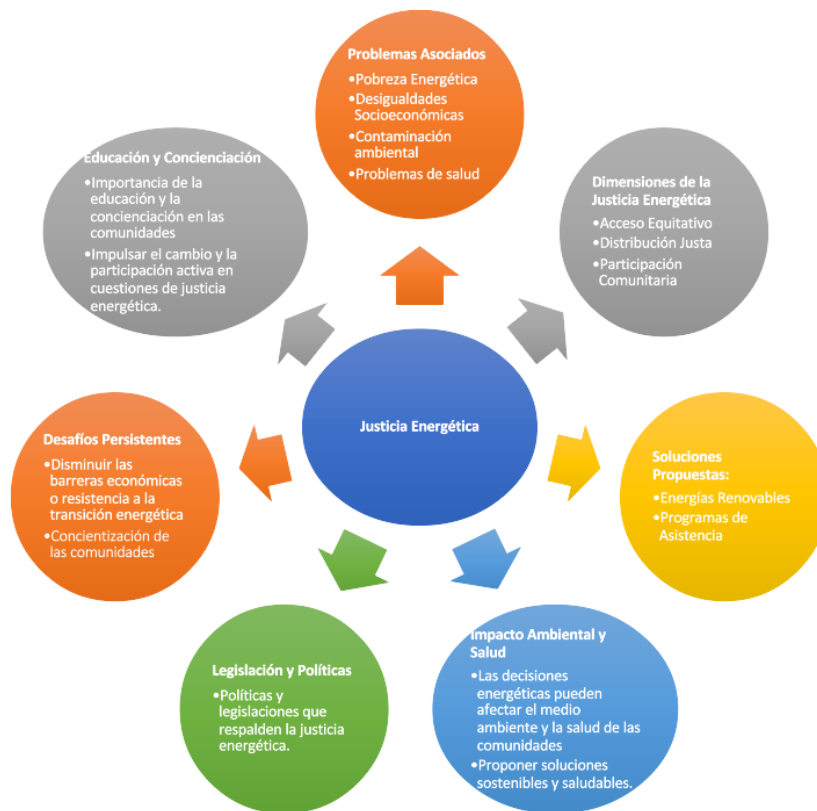 Problemas Asociados
•Pobreza Energética
•Desigualdades
Socioeconómicas
•Contaminación
ambiental
•Problemas de salud
Dimensiones de la
Justicia Energética
•Acceso Equitativo
•Distribución Justa
•Participación
Comunitaria
Soluciones
Propuestas:
•Energías Renovables
•Programas de
Asistencia
Impacto Ambiental y
Salud
•Las decisiones
energéticas pueden
afectar el medio
ambiente y la salud de las
comunidades
•Proponer soluciones
sostenibles y saludables.
Legislación y Políticas
•Políticas y
legislaciones que
respalden la justicia
energética.
Desafíos Persistentes
•Disminuir las
barreras económicas
o resistencia a la
transición energética
•Concientización de
las comunidades
Educación y Concienciación
•Importancia de la
educación y la
concienciación en las
comunidades
•Impulsar el cambio y la
participación activa en
cuestiones de justicia
energética.
Justicia Energética